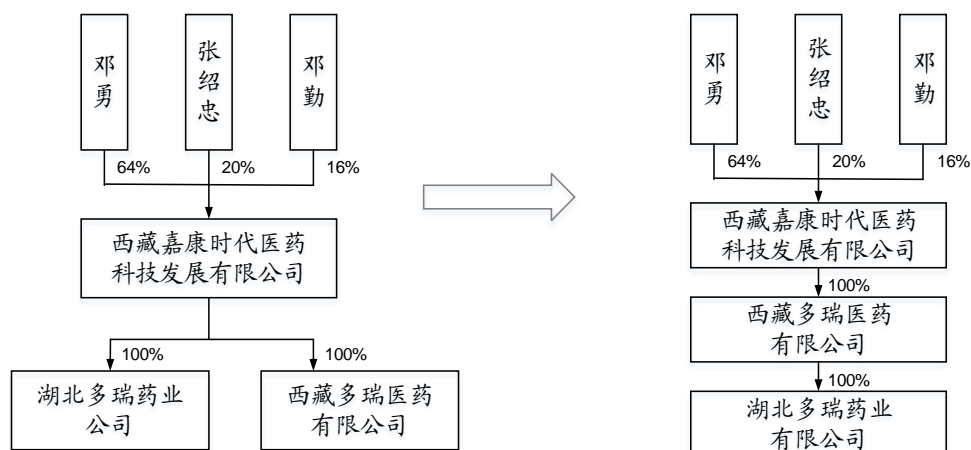 邓勇
张绍忠
邓勤
64%
20%
16%
西藏嘉康时代医药
科技发展有限公司
100%
100%
湖北多瑞药业
公司
西藏多瑞医药
有限公司
邓勇
张绍忠
邓勤
64%
20%
16%
西藏嘉康时代医药
科技发展有限公司
100%
西藏多瑞医药
有限公司
100%
湖北多瑞药业
有限公司